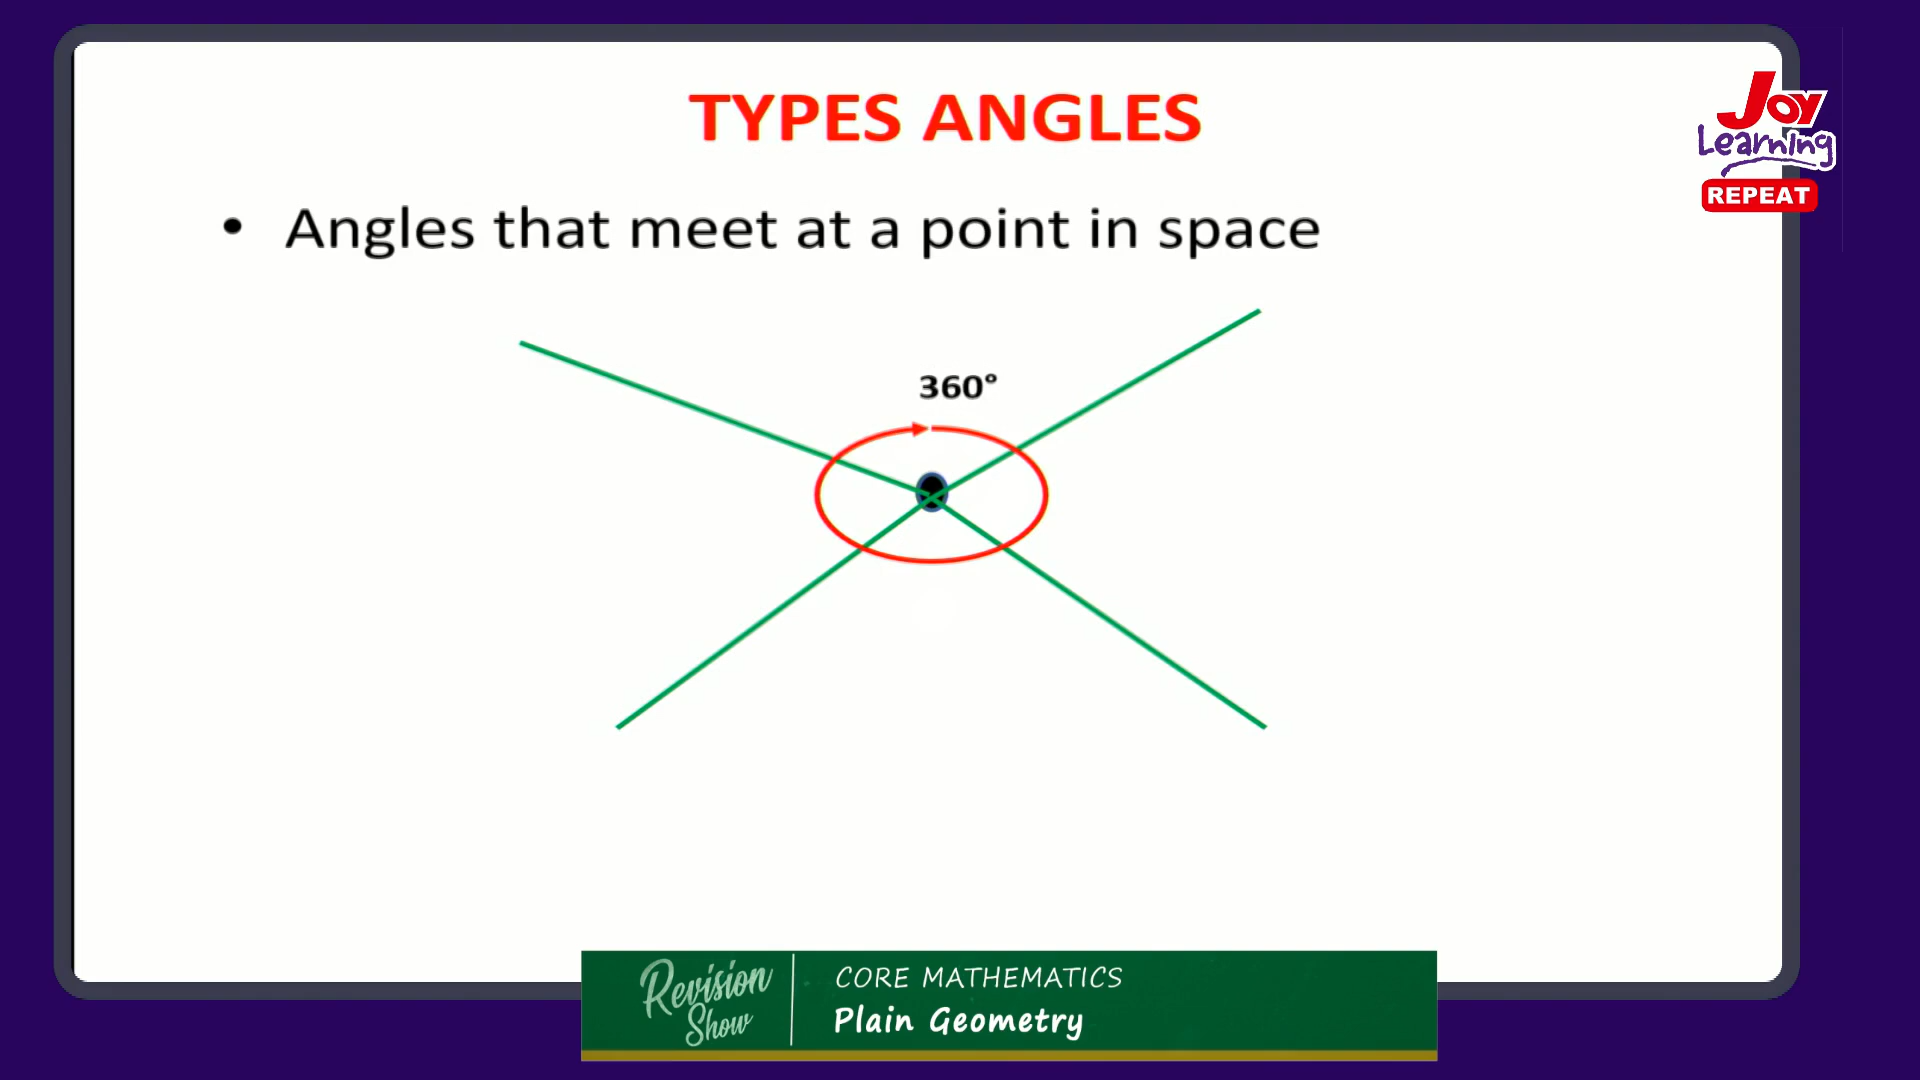 TYPES ANGLES
Joy
Learning
REPEAT
• Angles that meet at a point in space
360°
Revision
Show
CORE MATHEMATICS
Plain Geometry